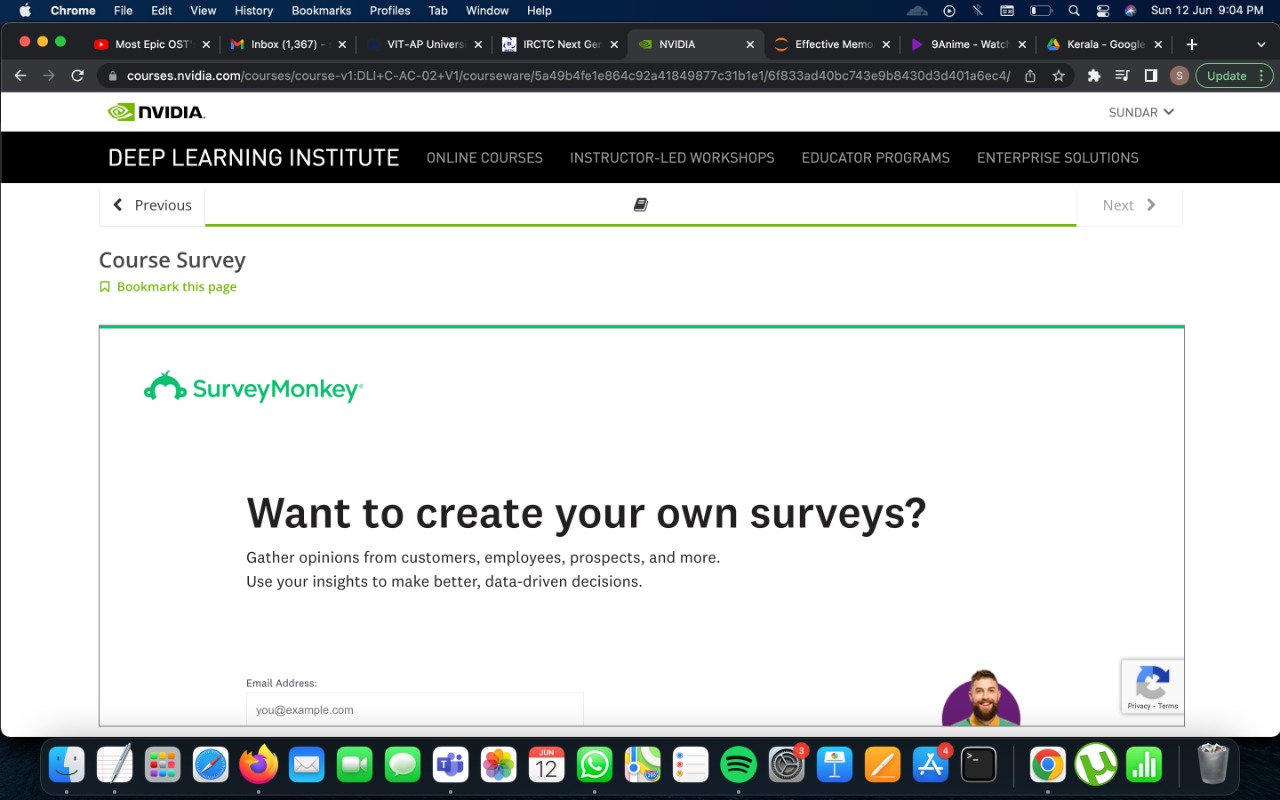 Chrome File Edit View History Bookmarks Profiles Tab Window Help Sun 12 Jun 9:04 PM
Most Epic OST' Inbox (1,367) - VIT-AP Univers IRCTC Next Ger NVIDIA Effective Memo 9Anime - Watch Kerala - Google
courses.nvidia.com/courses/course-v1:DLI+C-AC-02+V1/courseware/5a49b4fe1e864c92a41849877c31b1e1/6f833ad40bc743e9b8430d3d401a6ec4/ S Update
NVIDIA. SUNDAR
DEEP LEARNING INSTITUTE ONLINE COURSES INSTRUCTOR-LED WORKSHOPS EDUCATOR PROGRAMS ENTERPRISE SOLUTIONS
Previous Next
Course Survey
Bookmark this page
SurveyMonkey®
Want to create your own surveys?
Gather opinions from customers, employees, prospects, and more.
Use your insights to make better, data-driven decisions.
Email Address:
you@example.com
Privacy - Terms
JUN
12
3
4